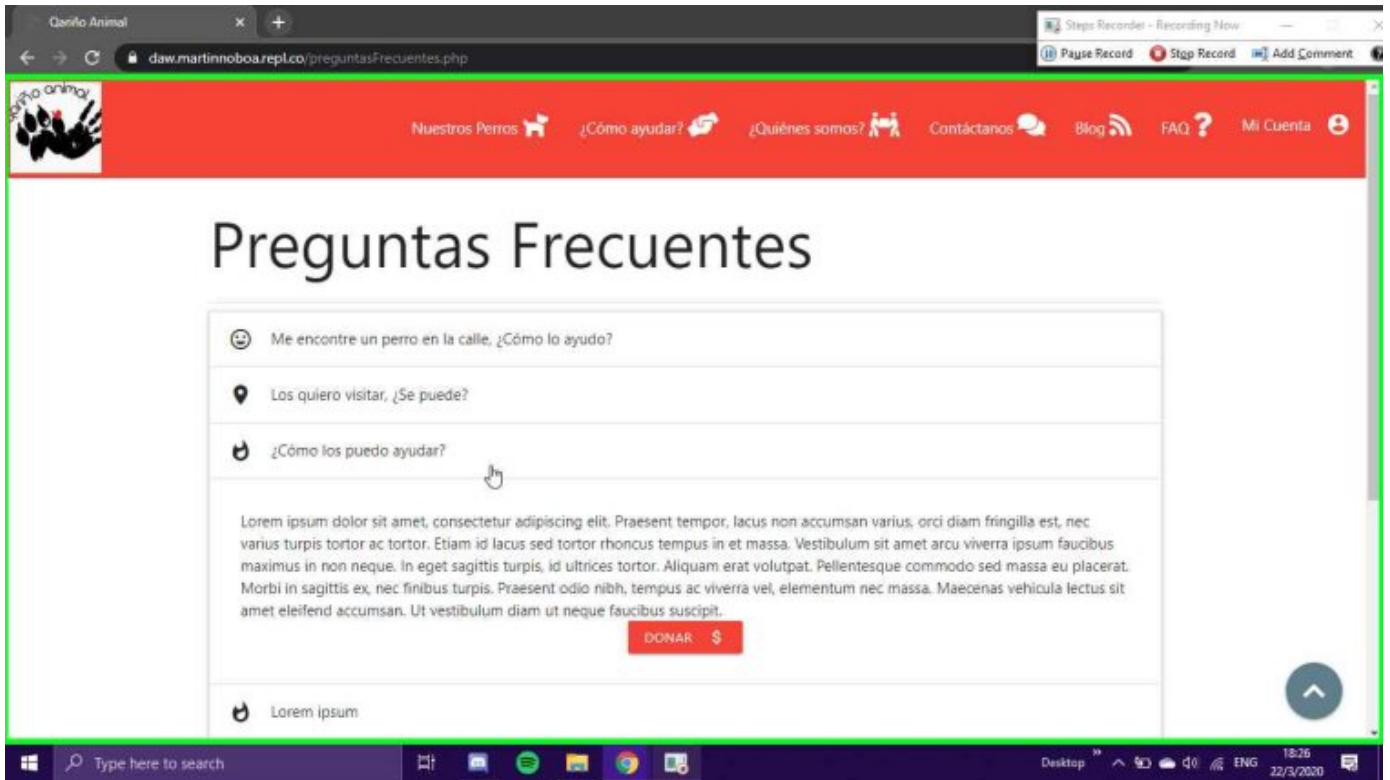 Qariño Animal
Steps Recorder - Recording Now
daw.martinnoboa.repl.co/preguntasFrecuentes.php
Pause Record Stop Record Add Comment
Qariño animal
Nuestros Perros ¿Cómo ayudar? ¿Quiénes somos? Contáctanos Blog FAQ Mi Cuenta
Preguntas Frecuentes
Me encontre un perro en la calle, ¿Cómo lo ayudo?
Los quiero visitar, ¿Se puede?
¿Cómo los puedo ayudar?
Lorem ipsum dolor sit amet, consectetur adipiscing elit. Praesent tempor, lacus non accumsan varius, orci diam fringilla est, nec
varius turpis tortor ac tortor. Etiam id lacus sed tortor rhoncus tempus in et massa. Vestibulum sit amet arcu viverra ipsum faucibus
maximus in non neque. In eget sagittis turpis, id ultrices tortor. Aliquam erat volutpat. Pellentesque commodo sed massa eu placerat.
Morbi in sagittis ex, nec finibus turpis. Praesent odio nibh, tempus ac viverra vel, elementum nec massa. Maecenas vehicula lectus sit
amet eleifend accumsan. Ut vestibulum diam ut neque faucibus suscipit.
DONAR $
Lorem ipsum
Type here to search
Desktop ENG 18:26
22/3/2020